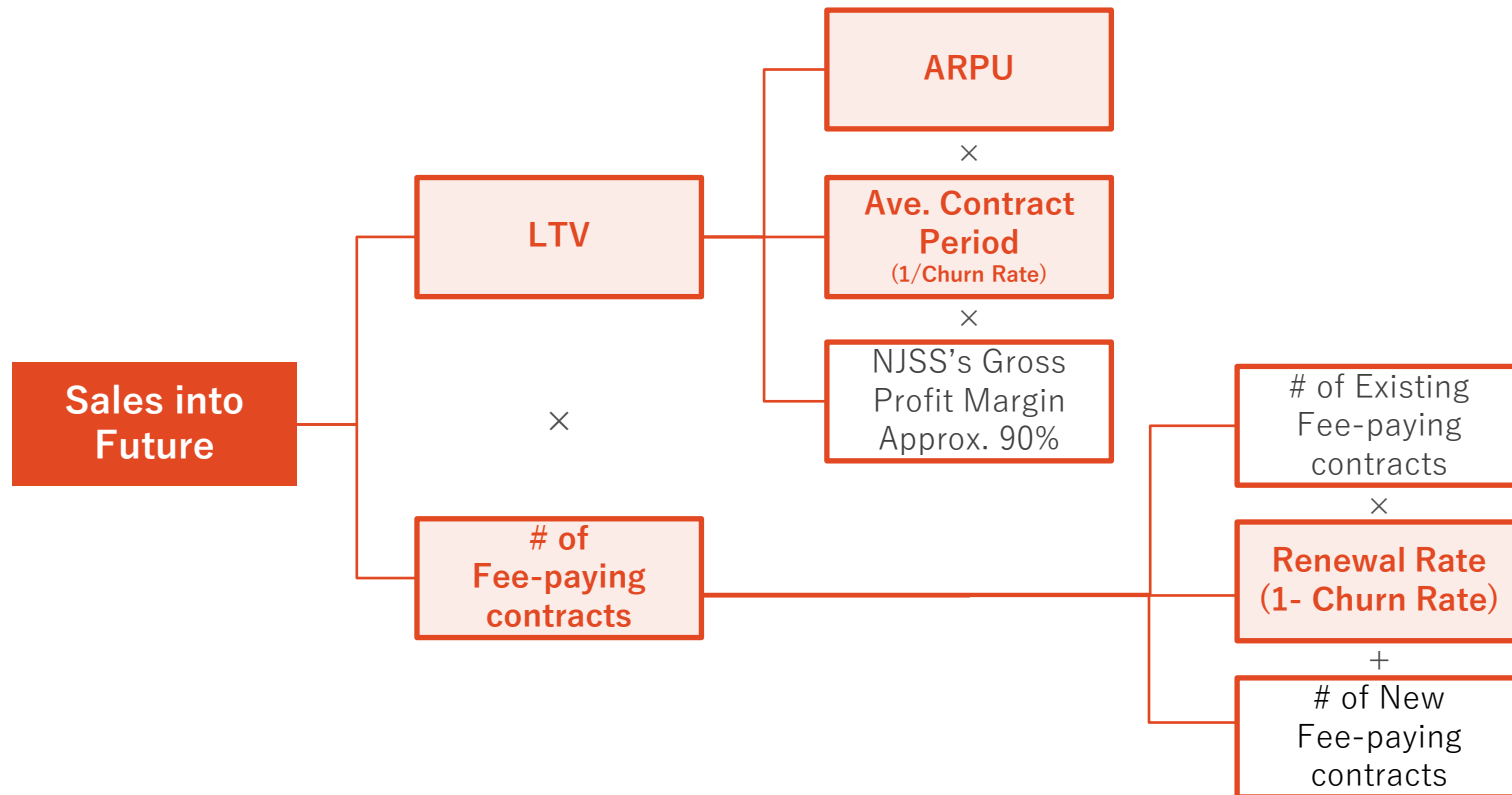 Sales into
Future
LTV
×
# of
Fee-paying
contracts
ARPU
×
Ave. Contract
Period
(1/Churn Rate)
×
NJSS's Gross
Profit Margin
Approx. 90%
# of Existing
Fee-paying
contracts
×
Renewal Rate
(1- Churn Rate)
+
# of New
Fee-paying
contracts